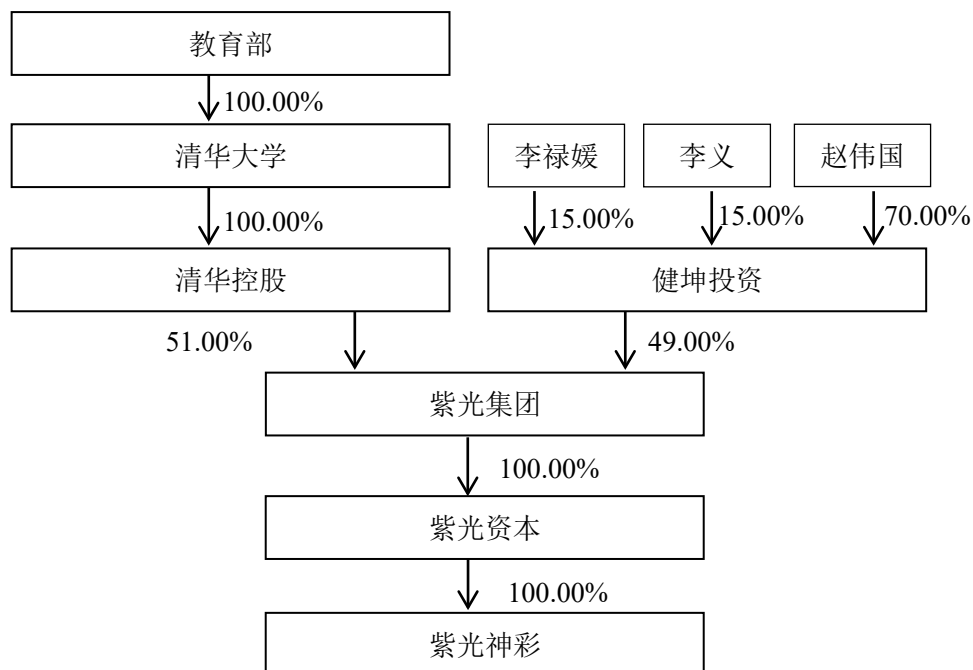 教育部
100.00%
清华大学
李禄媛
李义
赵伟国
100.00%
15.00%
15.00%
70.00%
清华控股
健坤投资
51.00%
49.00%
紫光集团
100.00%
紫光资本
100.00%
紫光神彩